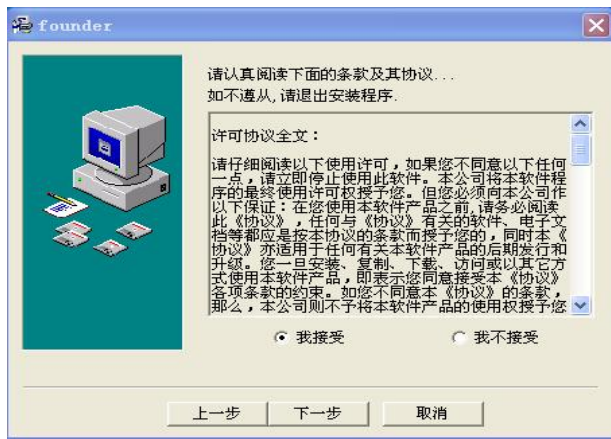 founder
请认真阅读下面的条款及其协议...
如不遵从,请退出安装程序.
许可协议全文：
请仔细阅读以下使用许可，如果您不同意以下任何
一点，请立即停止使用此软件。本公司将本软件程
序的最终使用许可权授予您。但您必须向本公司作
以下保证：在您使用本软件产品之前,请务必阅读
此《协议》，任何与《协议》有关的软件、电子文
档等都应是按本协议的条款而授予您的，同时本《
协议》亦适用于任何有关本软件产品的后期发行和
升级。您一旦安装、复制、下载、访问或以其它方
式使用本软件产品，即表示您同意接受本《协议》
各项条款的约束。如您不同意本《协议》的条款，
那么，本公司则不予将本软件产品的使用权授予您
我接受 我不接受
上一步 下一步 取消